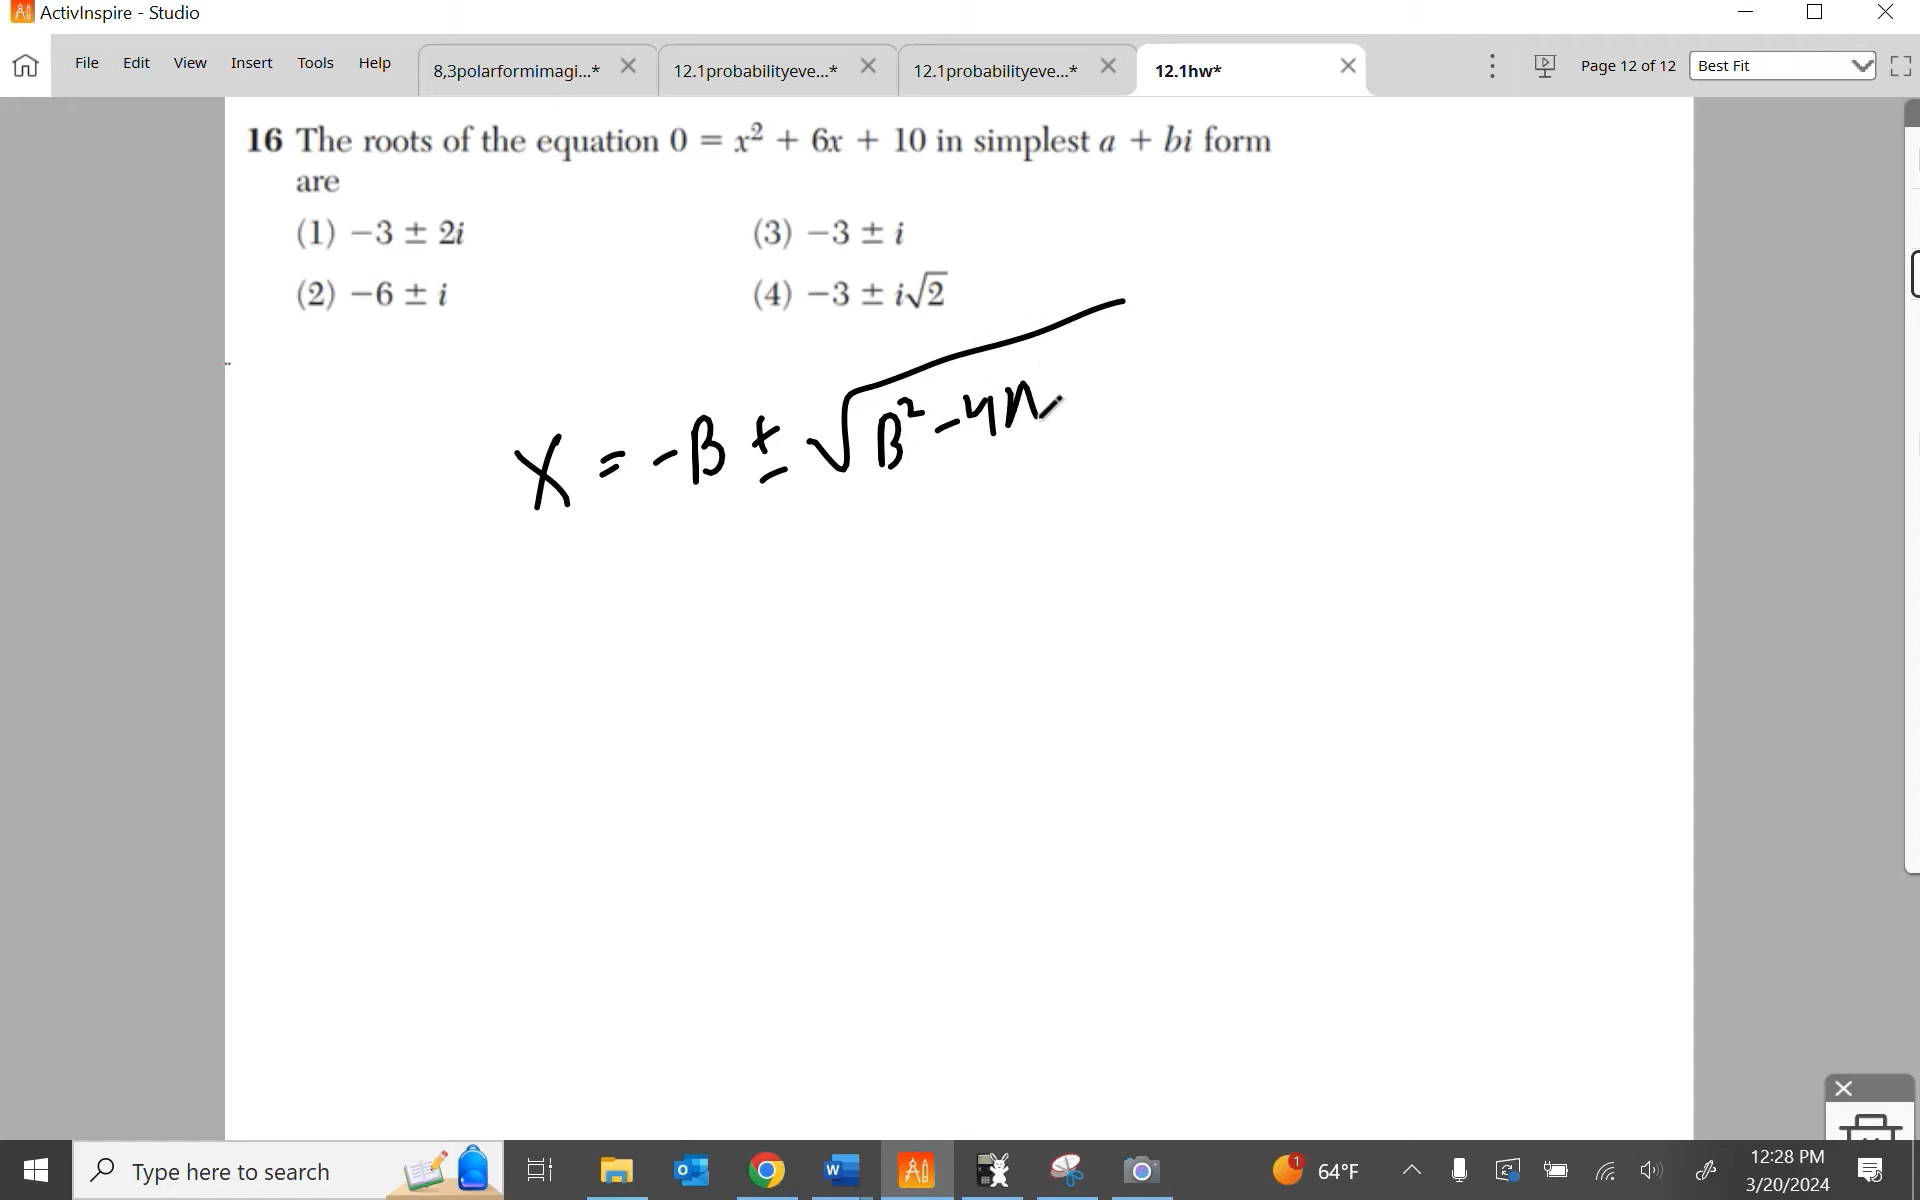 ActivInspire - Studio
File Edit View Insert Tools Help
8,3polarformimagi...* 12.1probabilityeve...* 12.1probabilityeve...* 12.1hw*
Page 12 of 12 Best Fit
16 The roots of the equation 0 = x² + 6x + 10 in simplest a + bi form
are
(1) −3 ± 2i (3) −3 ± i
(2) −6 ± i (4) −3 ± i√2
X = -B ± √B² - 4A
Type here to search
1 64°F
12:28 PM
3/20/2024